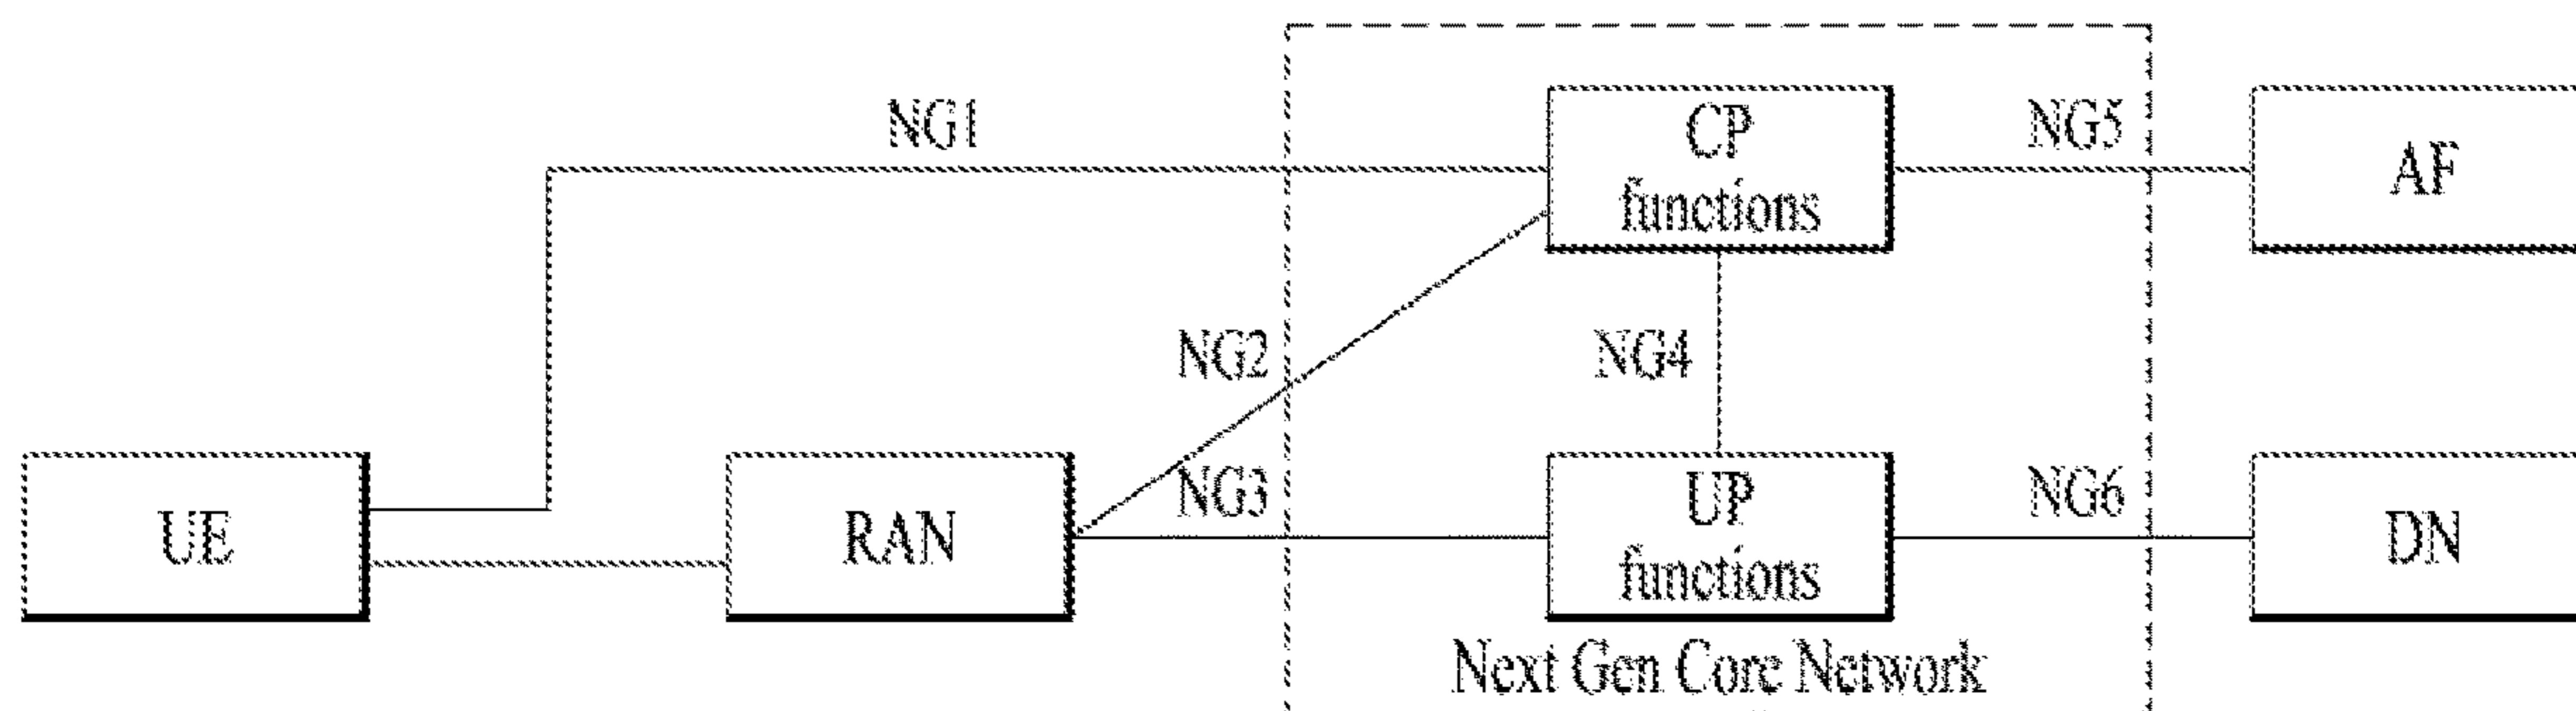 NG1
CP
functions
NG5
AF
NG2
NG4
UE
RAN
NG3
UP
functions
NG6
DN
Next Gen Core Network